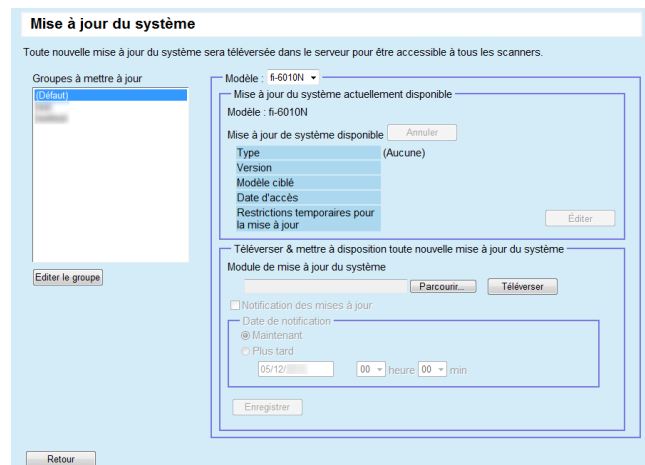 Mise à jour du système
Toute nouvelle mise à jour du système sera téléversée dans le serveur pour être accessible à tous les scanners.
Groupes à mettre à jour
(Défaut)
Editer le groupe
Modèle : fi-6010N
Mise à jour du système actuellement disponible
Modèle : fi-6010N
Mise à jour de système disponible Annuler
Type (Aucune)
Version
Modèle ciblé
Date d'accès
Restrictions temporaires pour
la mise à jour
Éditer
Téléverser & mettre à disposition toute nouvelle mise à jour du système
Module de mise à jour du système
Parcourir... Téléverser
Notification des mises à jour
Date de notification
Maintenant
Plus tard
05/12/ 00 heure 00 min
Enregistrer
Retour